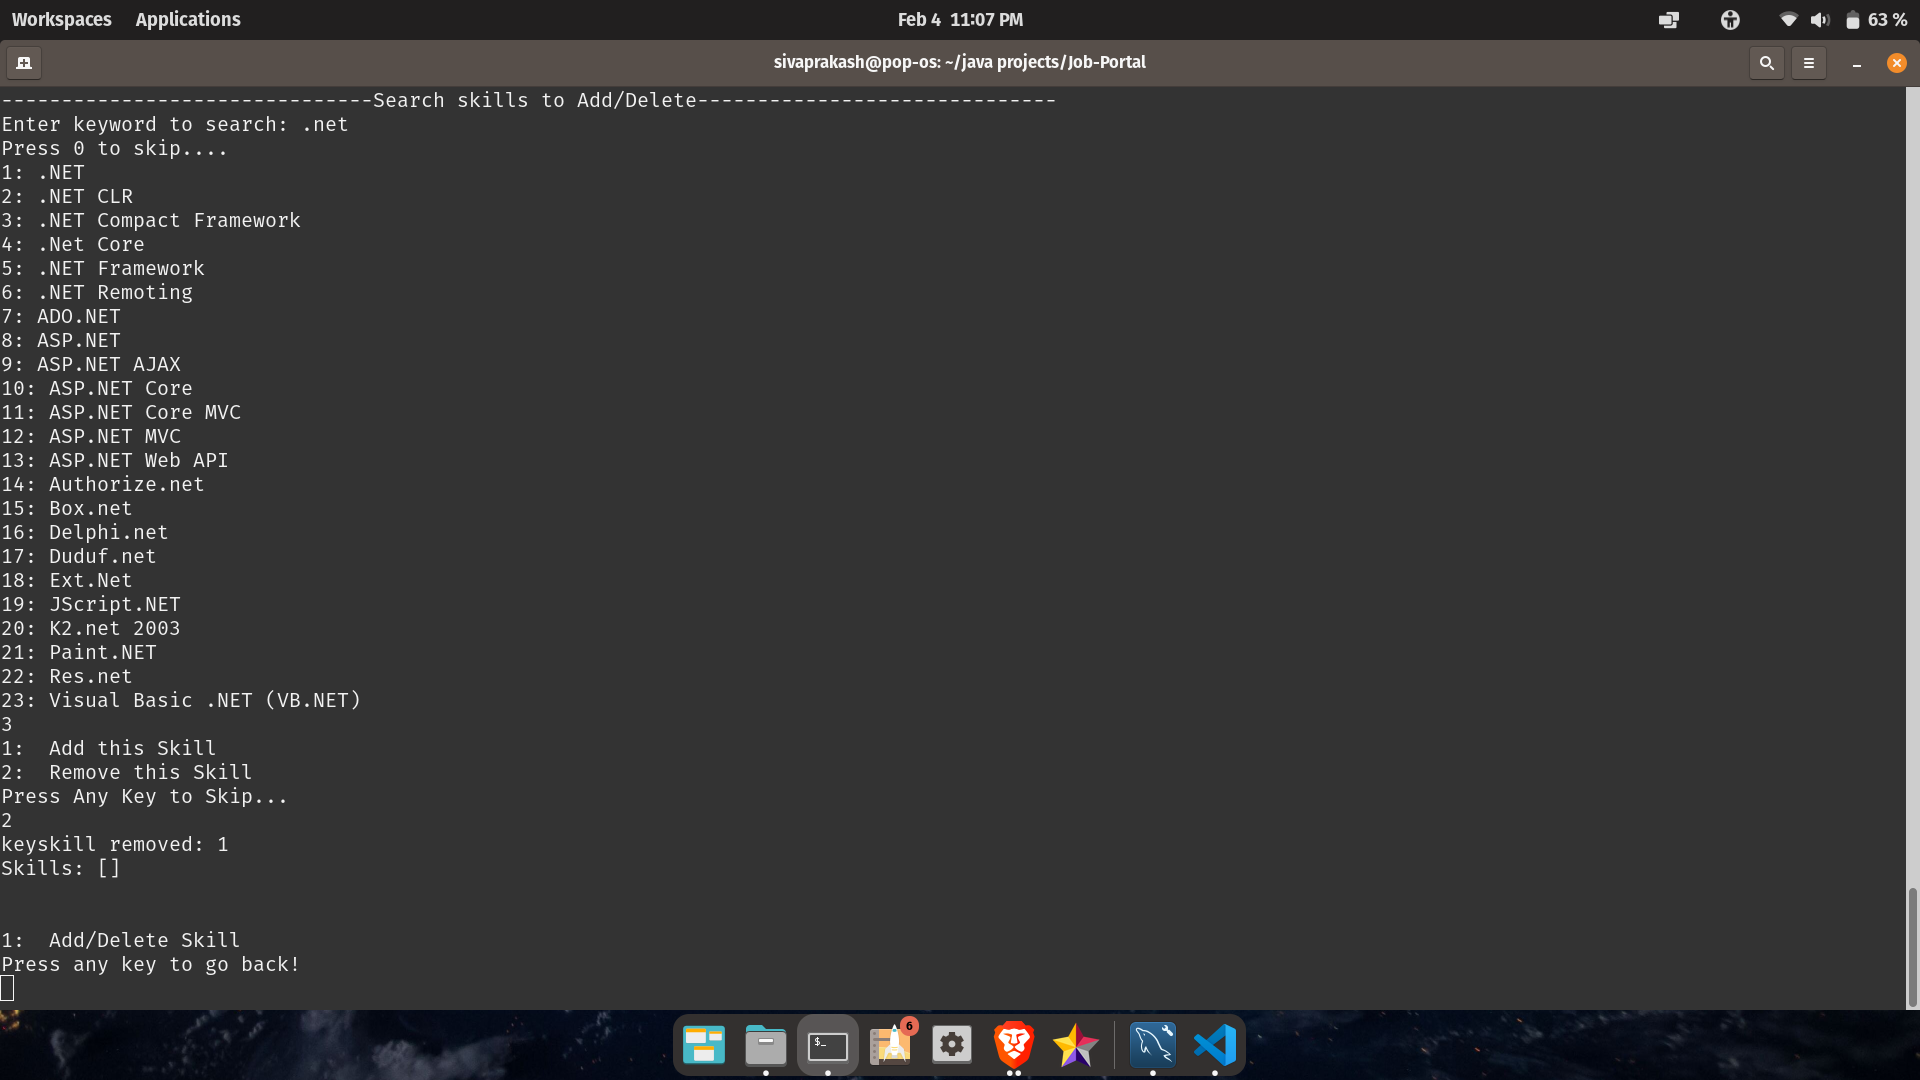 Workspaces Applications Feb 4 11:07 PM 63 %
sivaprakash@pop-os: ~/java projects/Job-Portal
-------------------------------Search skills to Add/Delete------------------------------
Enter keyword to search: .net
Press 0 to skip....
1: .NET
2: .NET CLR
3: .NET Compact Framework
4: .Net Core
5: .NET Framework
6: .NET Remoting
7: ADO.NET
8: ASP.NET
9: ASP.NET AJAX
10: ASP.NET Core
11: ASP.NET Core MVC
12: ASP.NET MVC
13: ASP.NET Web API
14: Authorize.net
15: Box.net
16: Delphi.net
17: Duduf.net
18: Ext.Net
19: JScript.NET
20: K2.net 2003
21: Paint.NET
22: Res.net
23: Visual Basic .NET (VB.NET)
3
1:  Add this Skill
2:  Remove this Skill
Press Any Key to Skip...
2
keyskill removed: 1
Skills: []
1:  Add/Delete Skill
Press any key to go back!
$_
6